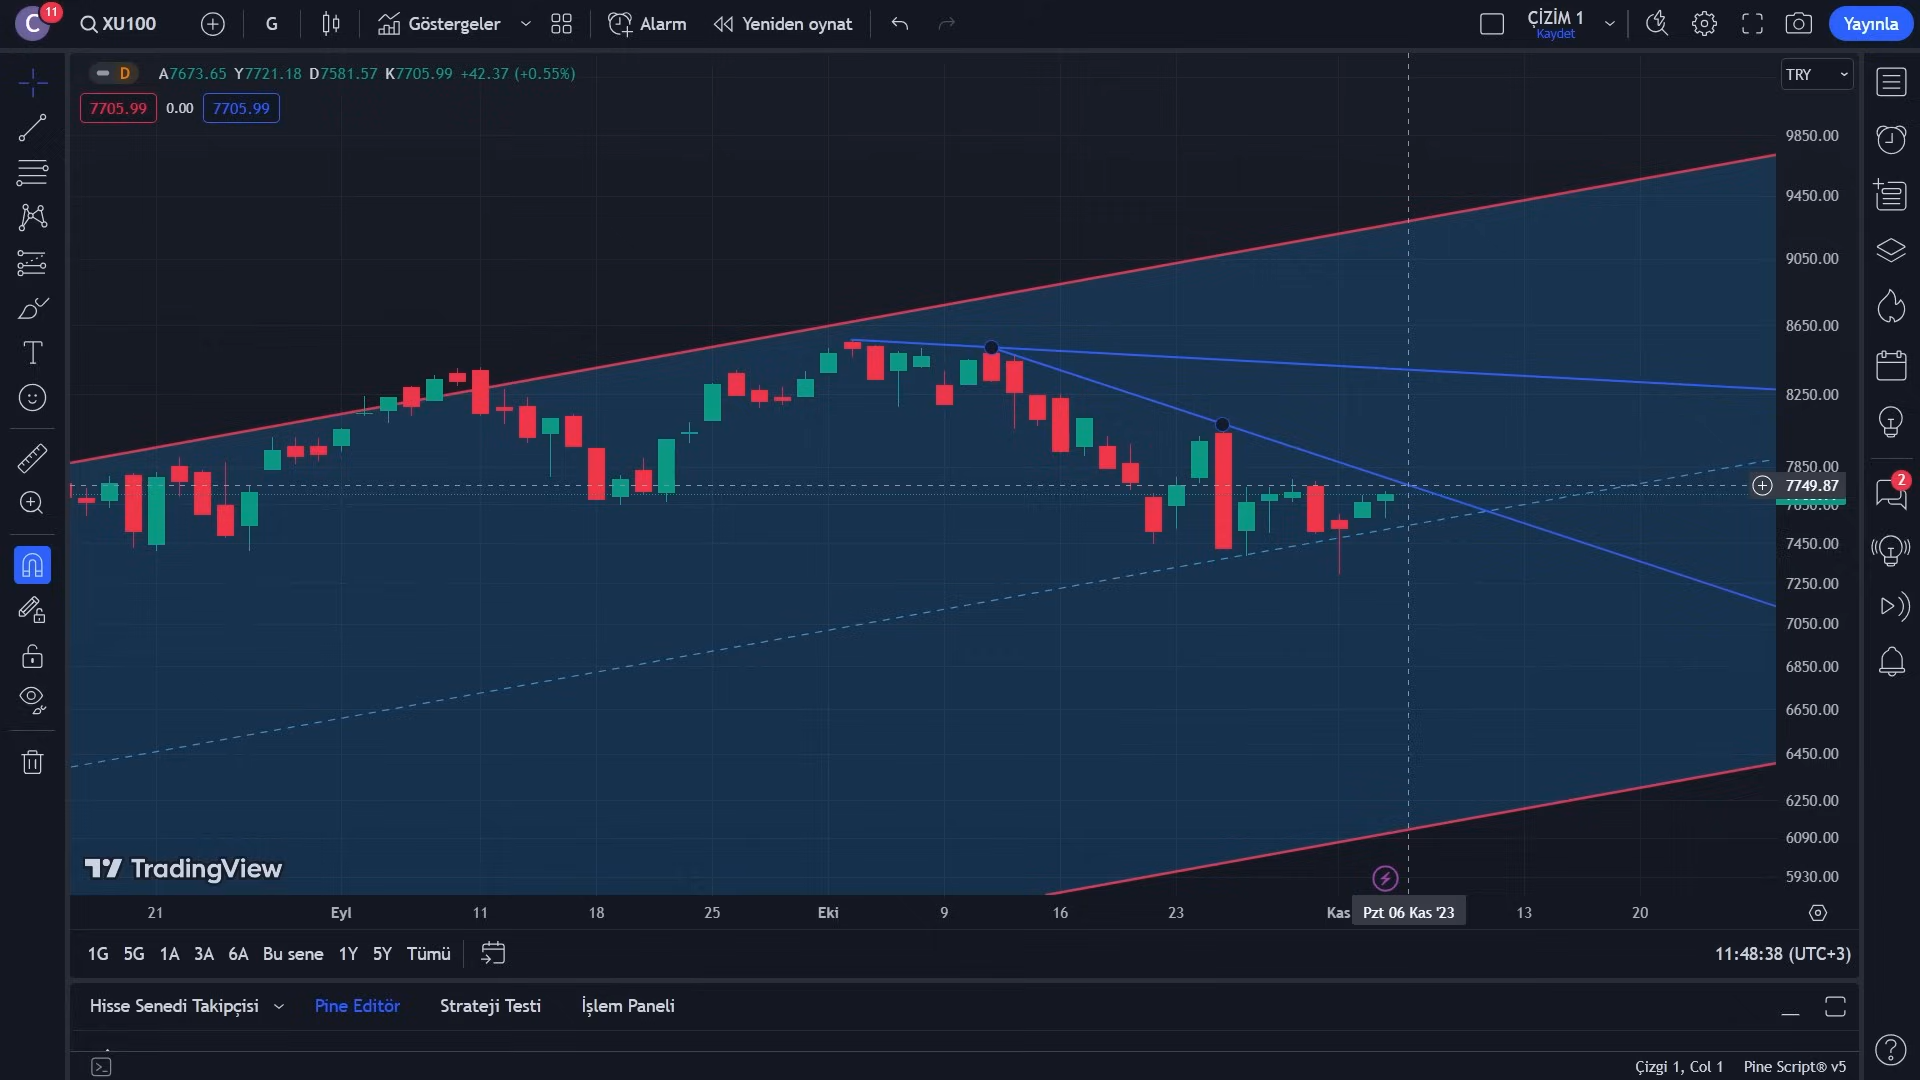 C 11 XU100 G Göstergeler Alarm Yeniden oynat ÇİZİM 1 Kaydet Yayınla
D A7673.65 Y7721.18 D7581.57 K7705.99 +42.37 (+0.55%)
TRY
7705.99 0.00 7705.99
9850.00
9450.00
9050.00
8650.00
8250.00
7850.00
7749.87
7650.00
7450.00
7250.00
7050.00
6850.00
6650.00
6450.00
6250.00
6090.00
5930.00
2
TradingView
21 Eyl 11 18 25 Eki 9 16 23 Kas Pzt 06 Kas '23 13 20
1G 5G 1A 3A 6A Bu sene 1Y 5Y Tümü 11:48:38 (UTC+3)
Hisse Senedi Takipçisi Pine Editör Strateji Testi İşlem Paneli
Çizgi 1, Col 1 Pine Script® v5